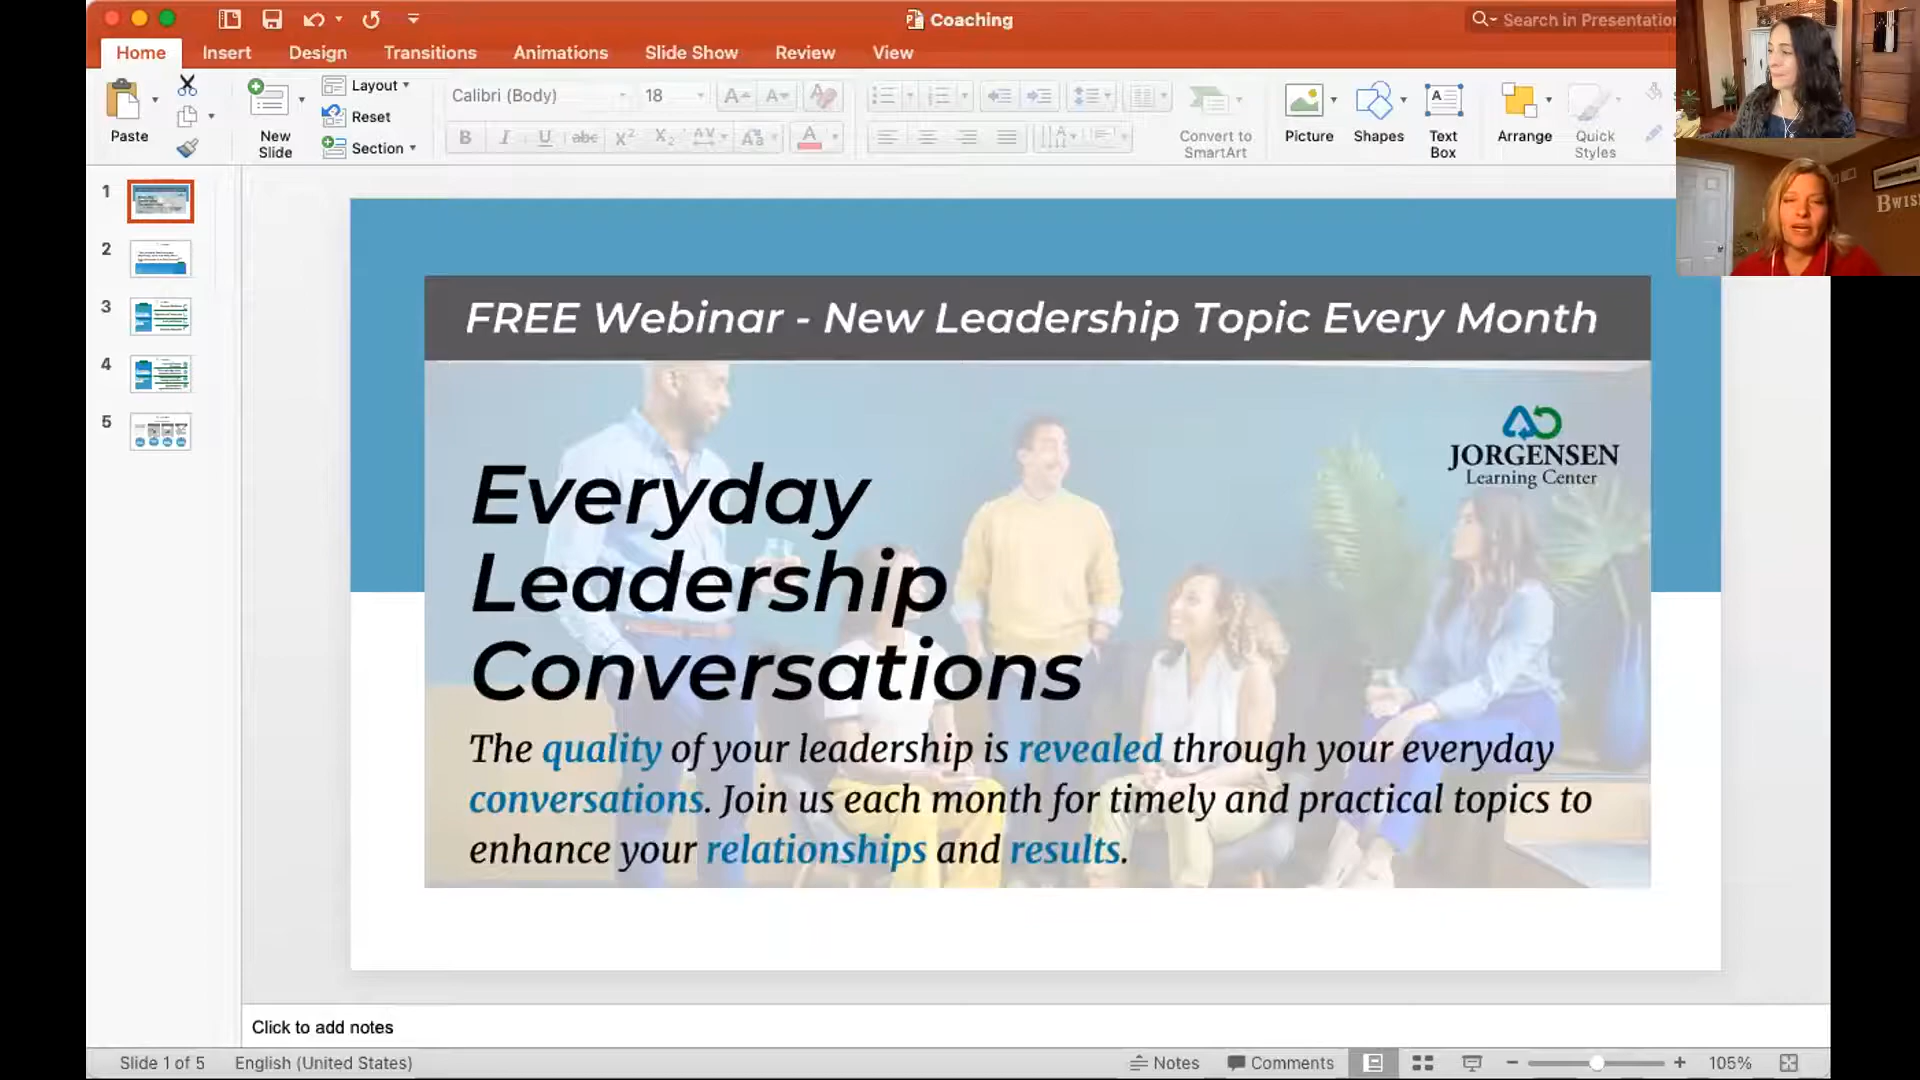 Coaching
Search in Presentation
Home Insert Design Transitions Animations Slide Show Review View
Paste
New Slide
Layout
Reset
Section
Calibri (Body) 18
Convert to SmartArt
Picture
Shapes
Text Box
Arrange
Quick Styles
1
2
3
4
5
FREE Webinar - New Leadership Topic Every Month
JORGENSEN
Learning Center
Everyday
Leadership
Conversations
The quality of your leadership is revealed through your everyday
conversations. Join us each month for timely and practical topics to
enhance your relationships and results.
Click to add notes
Slide 1 of 5 English (United States) Notes Comments 105%